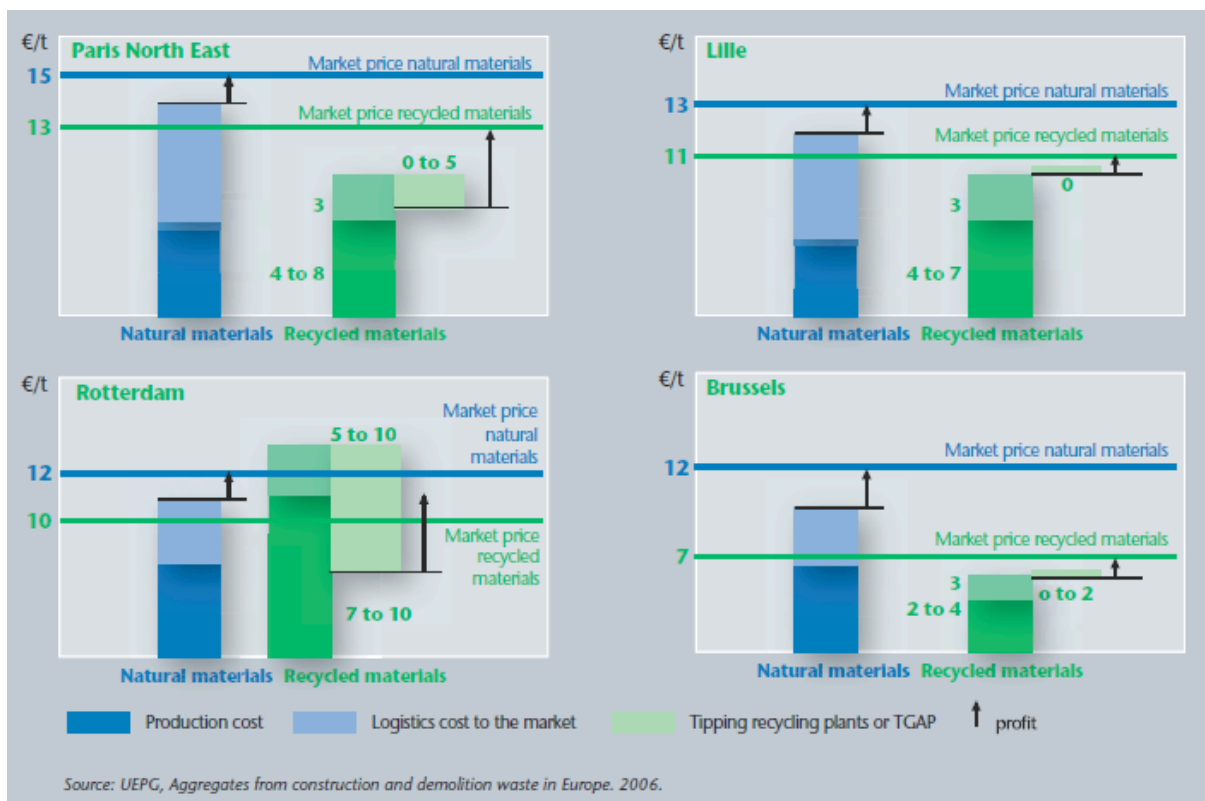 €/t
Paris North East
Market price natural materials
15
Market price recycled materials
13
0 to 5
3
4 to 8
Natural materials Recycled materials
€/t
Lille
Market price natural materials
13
Market price recycled materials
11
0
3
4 to 7
Natural materials Recycled materials
€/t
Rotterdam
Market price
natural
materials
5 to 10
12
10
Market price
recycled
materials
7 to 10
Natural materials Recycled materials
€/t
Brussels
Market price natural materials
12
Market price recycled materials
7
3
o to 2
2 to 4
Natural materials Recycled materials
Production cost Logistics cost to the market Tipping recycling plants or TGAP profit
Source: UEPG, Aggregates from construction and demolition waste in Europe. 2006.